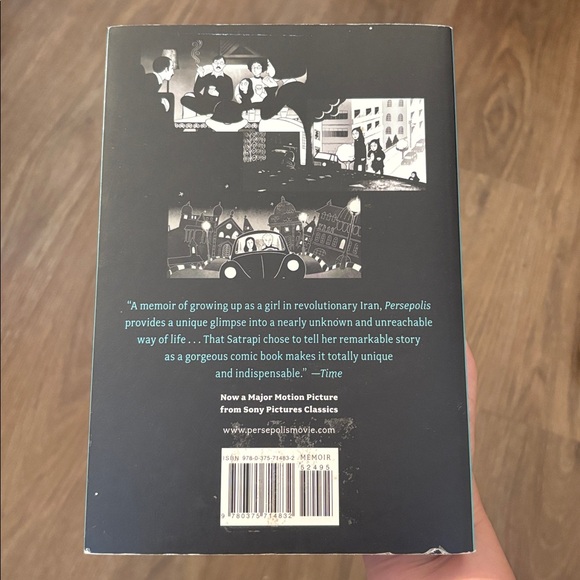 “A memoir of growing up as a girl in revolutionary Iran, Persepolis
provides a unique glimpse into a nearly unknown and unreachable
way of life . . . That Satrapi chose to tell her remarkable story
as a gorgeous comic book makes it totally unique
and indispensable.” —Time
Now a Major Motion Picture
from Sony Pictures Classics
www.persepolismovie.com
ISBN 978-0-375-71483-2 MEMOIR
52495
9 780375 714832